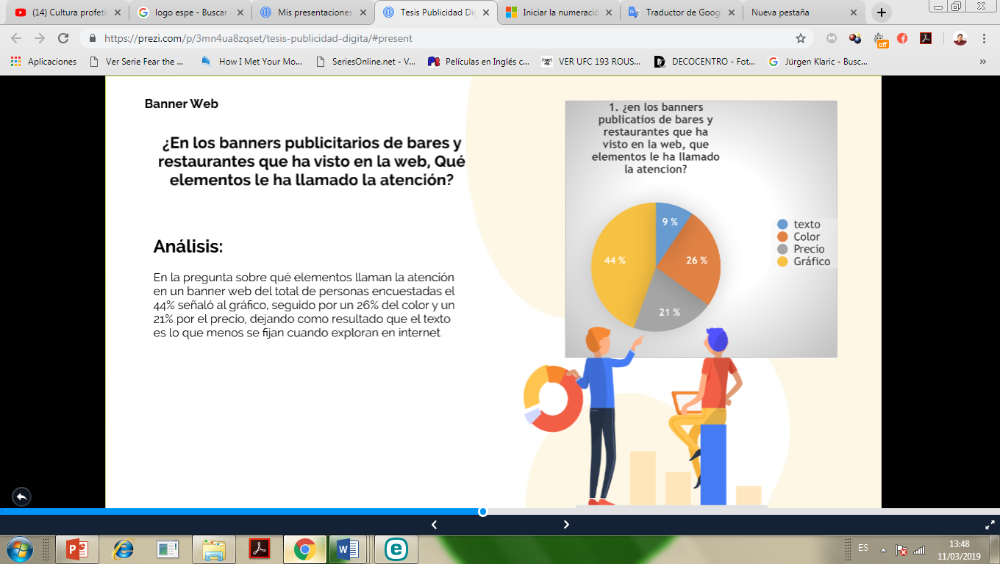 (14) Cultura profeti
logo espe - Buscar
Mis presentaciones
Tesis Publicidad Dig
Iniciar la numeració
Traductor de Googl
Nueva pestaña
https://prezi.com/p/3mn4ua8zqset/tesis-publicidad-digita/#present
off
Aplicaciones
Ver Serie Fear the ...
How I Met Your Mo...
SeriesOnline.net - V...
Películas en Inglés c...
VER UFC 193 ROUS...
DECOCENTRO - Fot...
Jürgen Klaric - Busc...
»
Banner Web
¿En los banners publicitarios de bares y
restaurantes que ha visto en la web, Qué
elementos le ha llamado la atención?
Análisis:
En la pregunta sobre qué elementos llaman la atención
en un banner web del total de personas encuestadas el
44% señaló al gráfico, seguido por un 26% del color y un
21% por el precio, dejando como resultado que el texto
es lo que menos se fijan cuando exploran en internet.
1. ¿en los banners
publicatios de bares y
restaurantes que ha
visto en la web, que
elementos le ha llamado
la atencion?
9 %
44 %
26 %
21 %
texto
Color
Precio
Gráfico
ES
13:48
11/03/2019